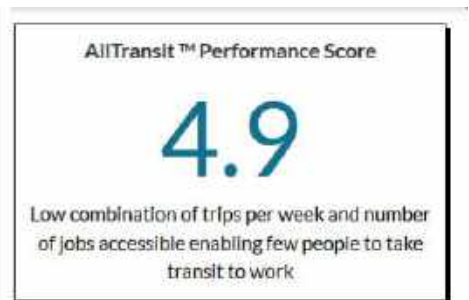 AllTransit ™ Performance Score
4.9
Low combination of trips per week and number
of jobs accessible enabling few people to take
transit to work